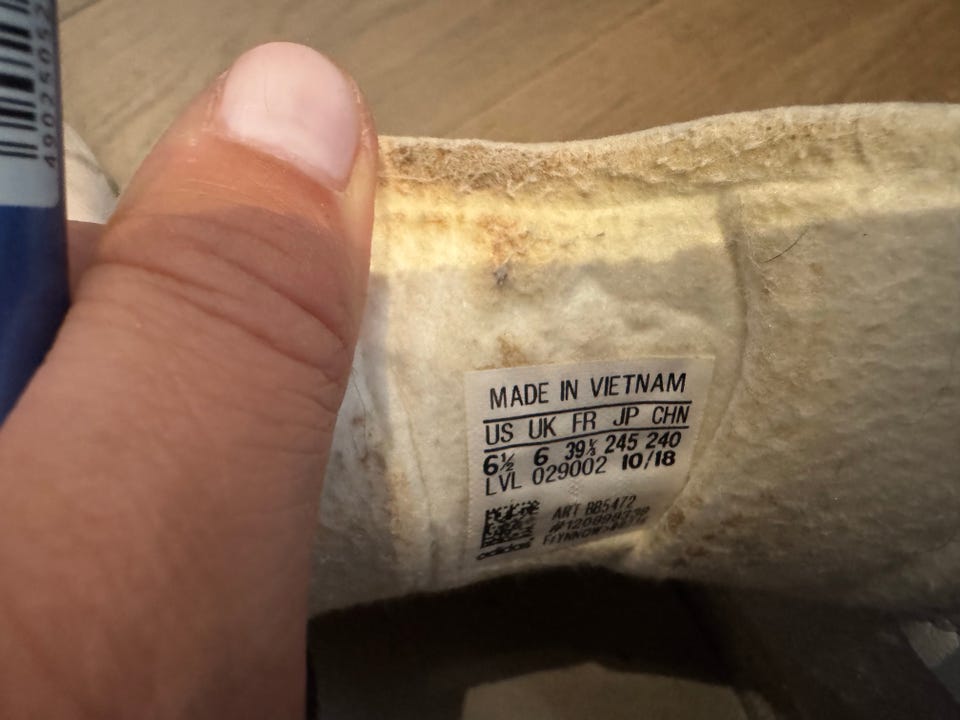 MADE IN VIETNAM
US UK FR JP CHN
6½ 6 39⅓ 245 240
LVL 029002 10/18
ART BB5472
adidas
49025052